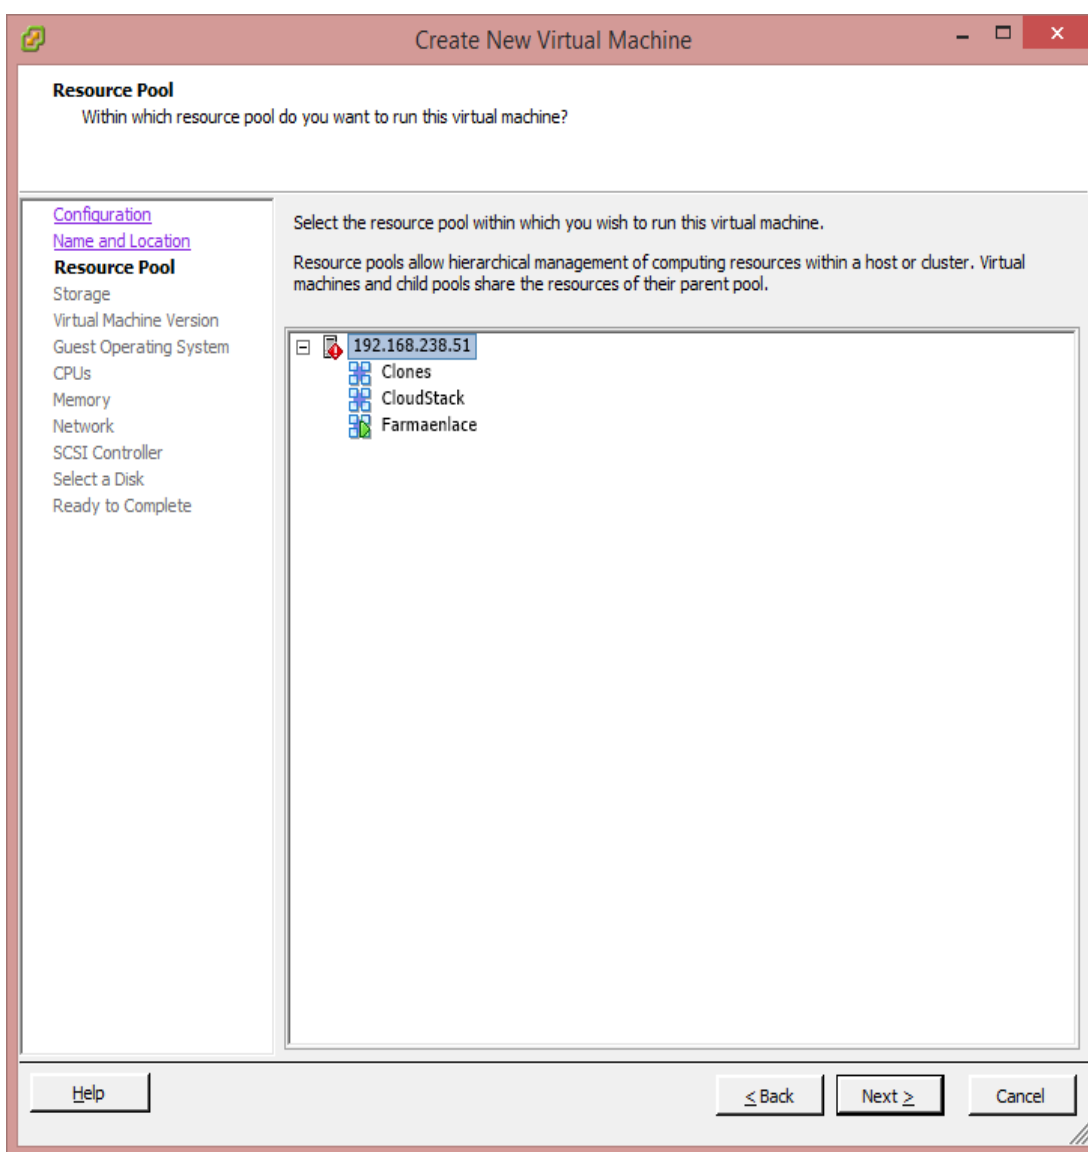 Create New Virtual Machine
Resource Pool
Within which resource pool do you want to run this virtual machine?
Configuration
Name and Location
Resource Pool
Storage
Virtual Machine Version
Guest Operating System
CPUs
Memory
Network
SCSI Controller
Select a Disk
Ready to Complete
Select the resource pool within which you wish to run this virtual machine.
Resource pools allow hierarchical management of computing resources within a host or cluster. Virtual
machines and child pools share the resources of their parent pool.
192.168.238.51
Clones
CloudStack
Farmaenlace
Help
< Back
Next >
Cancel